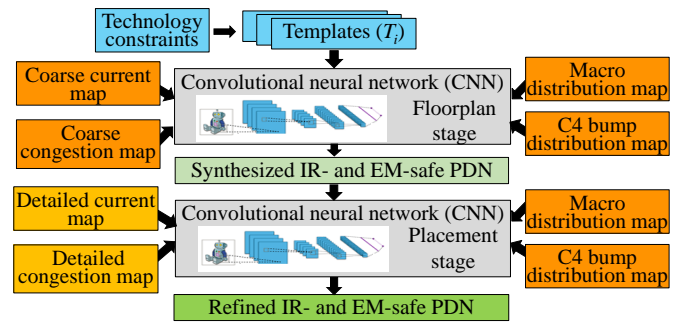 Technology
constraints
Templates (Ti)
Coarse current
map
Convolutional neural network (CNN)
Macro
distribution map
Floorplan
stage
Coarse
congestion map
C4 bump
distribution map
Synthesized IR- and EM-safe PDN
Detailed current
map
Convolutional neural network (CNN)
Macro
distribution map
Placement
stage
Detailed
congestion map
C4 bump
distribution map
Refined IR- and EM-safe PDN